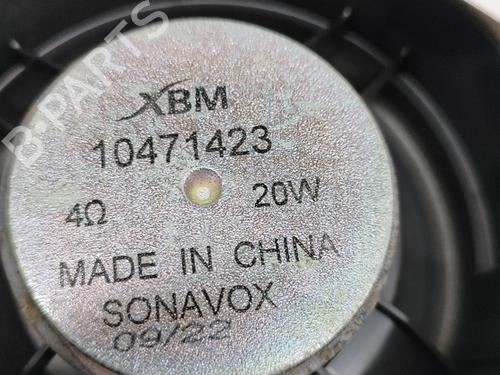 B-PARTS
XBM
10471423
4Ω 20W
MADE IN CHINA
SONAVOX
09/22